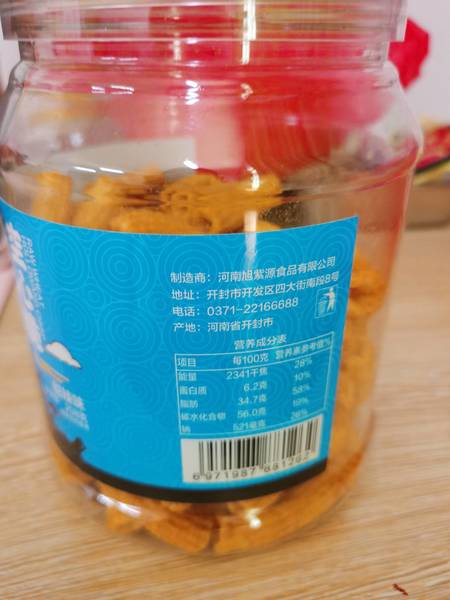 制造商：河南旭紫源食品有限公司
地址：开封市开发区四大街南段8号
电话：0371-22166688
产地：河南省开封市
营养成分表
项目 每100克 营养素参考值%
能量 2341千焦 28%
蛋白质 6.2克 10%
脂肪 34.7克 58%
碳水化合物 56.0克 19%
钠 521毫克 26%
6 971987